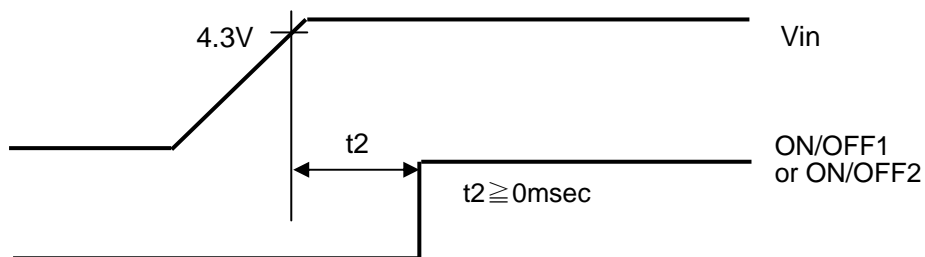 4.3V
Vin
t2
ON/OFF1
or ON/OFF2
t2≧0msec